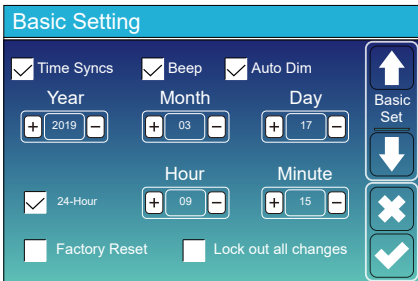 Basic Setting
Time Syncs Beep Auto Dim
Year Month Day
+ 2019 − + 03 − + 17 −
Basic
Set
Hour Minute
24-Hour + 09 − + 15 −
Factory Reset Lock out all changes